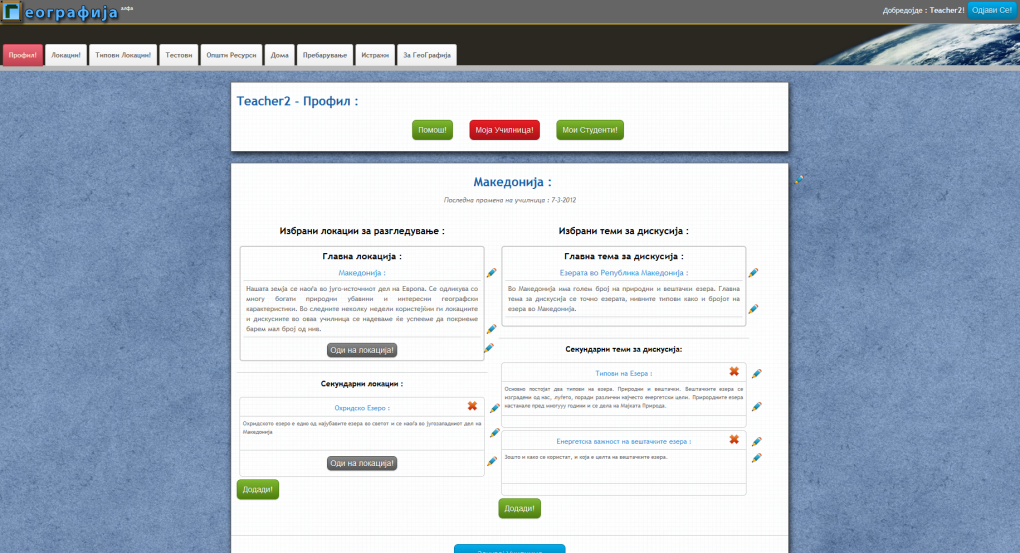 Географија алфа
Добредојде : Teacher2! Одјави Се!
Профил! Локации! Типови Локации! Тестови Општи Ресурси Дома Пребарување Истражи За ГеоГрафија
Teacher2 - Профил :
Помош! Моја Училница! Мои Студенти!
Македонија :
Последна промена на училница : 7-3-2012
Избрани локации за разгледување :
Главна локација :
Македонија :
Нашата земја се наоѓа во југо-источниот дел на Европа. Се одликува со
многу богати природни убавини и интересни географски
карактеристики. Во следните неколку недели користејќни ги локациите
и дискусиите во оваа училница се надеваме ќе успееме да покриеме
барем мал број од нив.
Оди на локација!
Секундарни локации :
Охридско Езеро :
Охридското езеро е едно од најубавите езера во светот и се наоѓа во југозападниот дел на
Македонија
Оди на локација!
Додади!
Избрани теми за дискусија :
Главна тема за дискусија :
Езерата во Република Македонија :
Во Македонија има голем број на природни и вештачки езера. Главна
тема за дискусија се точно езерата, нивните типови како и бројот на
езера во Македонија.
Секундарни теми за дискусија:
Типови на Езера :
Основно постојат два типови на езера. Природни и вештачки. Вештачките езера се
изградени од нас, луѓето, поради различни најчесто енергетски цели. Природните езера
настанале пред многууу години и се дела на Мајката Природа.
Енергетска важност на вештачките езера :
Зошто и како се користат, и која е целта на вештачките езера.
Додади!